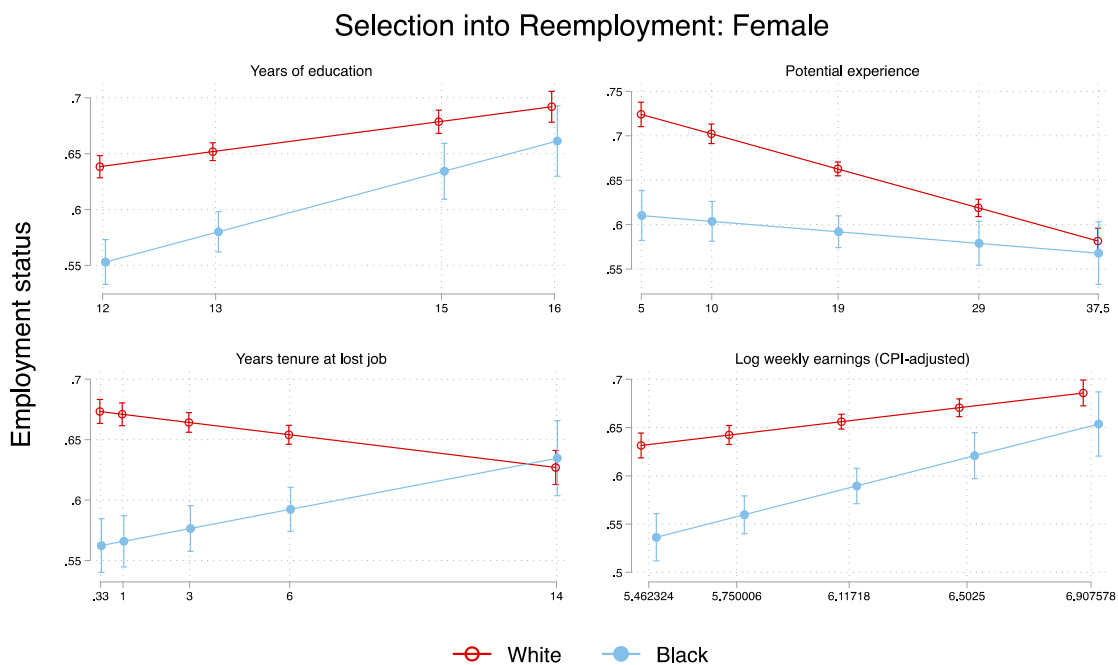 Selection into Reemployment: Female
Employment status
Years of education
.7
.65
.6
.55
12 13 15 16
Potential experience
.75
.7
.65
.6
.55
5 10 19 29 37.5
Years tenure at lost job
.7
.65
.6
.55
.33 1 3 6 14
Log weekly earnings (CPI-adjusted)
.7
.65
.6
.55
.5
5.462324 5.750006 6.11718 6.5025 6.907578
White Black